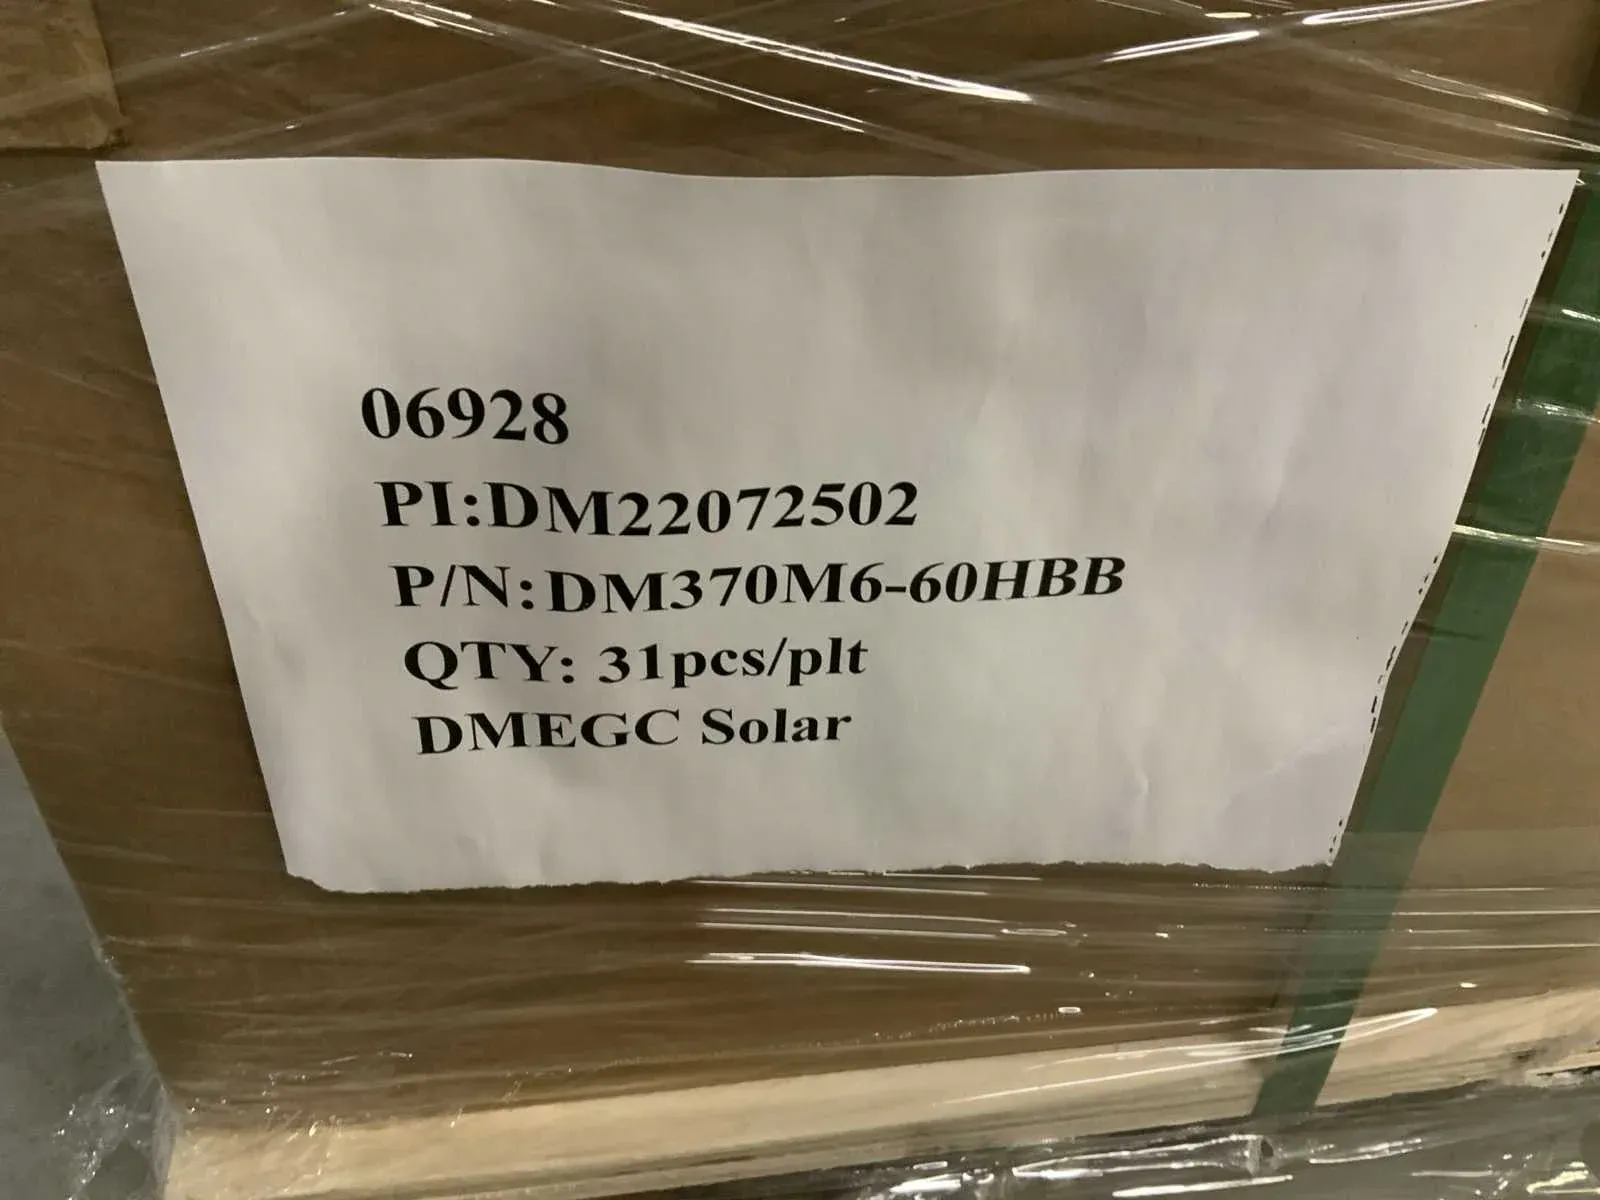 06928
PI:DM22072502
P/N:DM370M6-60HBB
QTY: 31pcs/plt
DMEGC Solar